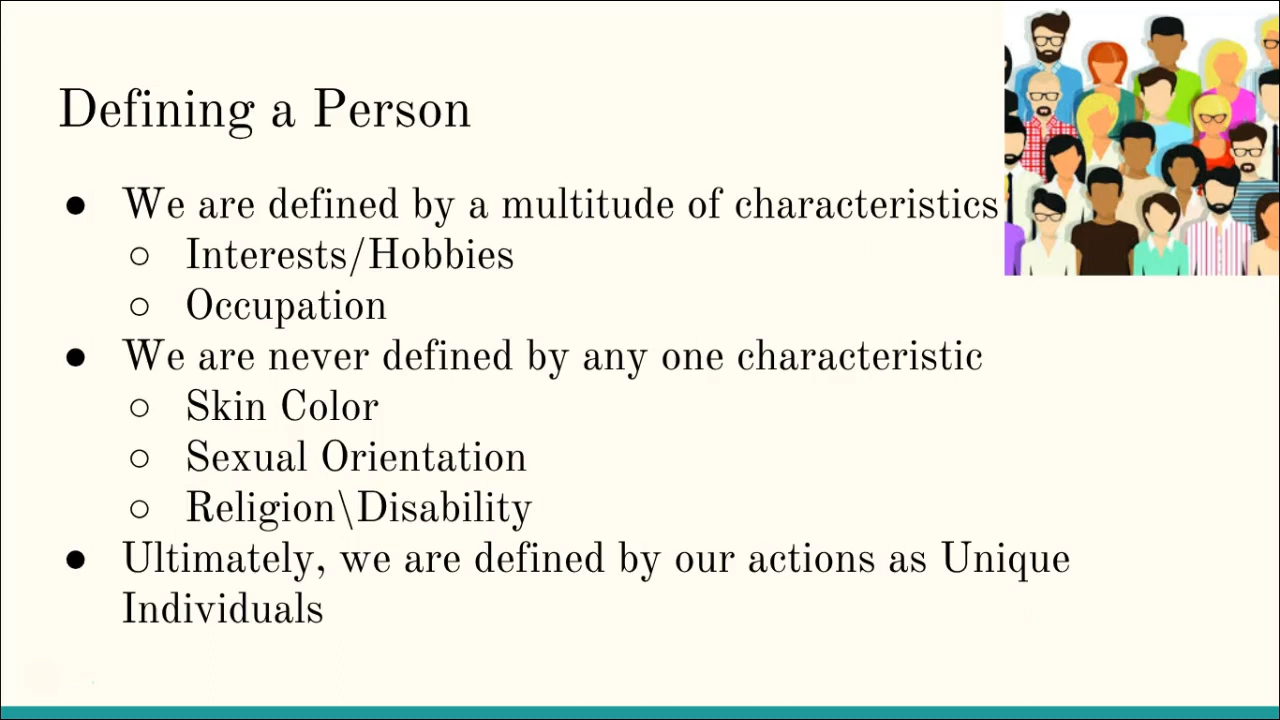 Defining a Person
● We are defined by a multitude of characteristics
○ Interests/Hobbies
○ Occupation
● We are never defined by any one characteristic
○ Skin Color
○ Sexual Orientation
○ Religion\Disability
● Ultimately, we are defined by our actions as Unique
Individuals